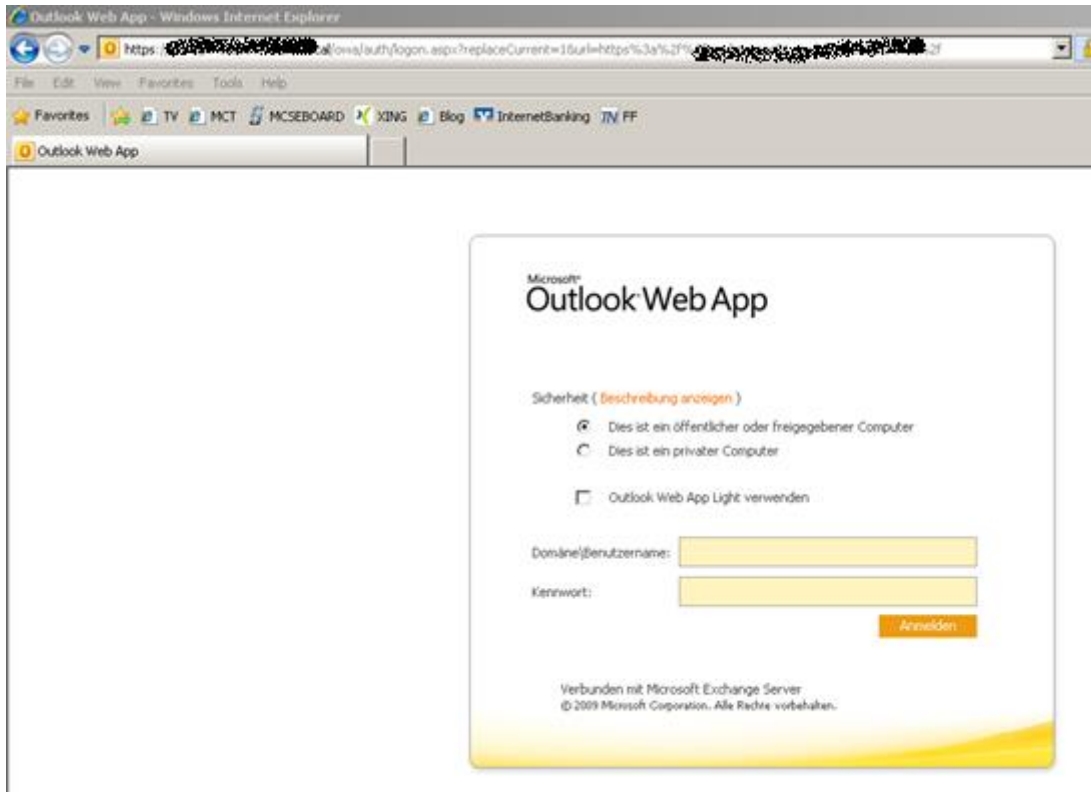 Outlook Web App - Windows Internet Explorer
https: /owa/auth/logon.aspx?replaceCurrent=1&url=https%3a%2f% 2f
File Edit View Favorites Tools Help
Favorites TV MCT MCSEBOARD XING Blog InternetBanking FF
Outlook Web App
Microsoft®
Outlook Web App
Sicherheit ( Beschreibung anzeigen )
Dies ist ein öffentlicher oder freigegebener Computer
Dies ist ein privater Computer
Outlook Web App Light verwenden
Domäne\Benutzername:
Kennwort:
Anmelden
Verbunden mit Microsoft Exchange Server
© 2009 Microsoft Corporation. Alle Rechte vorbehalten.